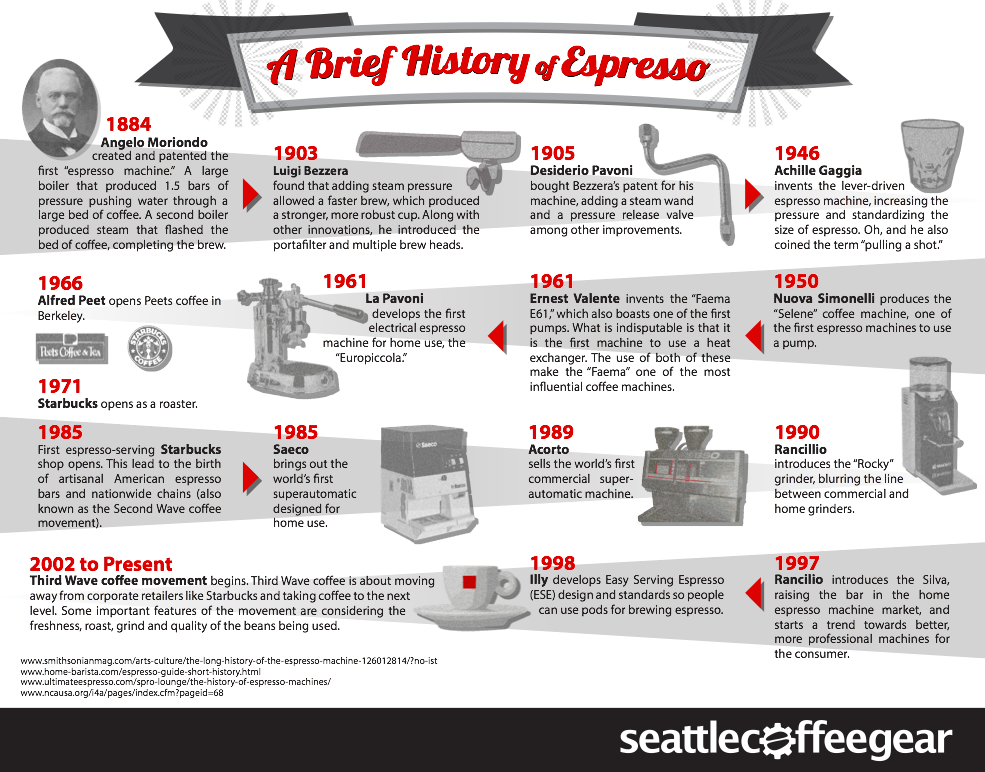 A Brief History of Espresso
1884
Angelo Moriondo
created and patented the
first "espresso machine." A large
boiler that produced 1.5 bars of
pressure pushing water through a
large bed of coffee. A second boiler
produced steam that flashed the
bed of coffee, completing the brew.
1903
Luigi Bezzera
found that adding steam pressure
allowed a faster brew, which produced
a stronger, more robust cup. Along with
other innovations, he introduced the
portafilter and multiple brew heads.
1905
Desiderio Pavoni
bought Bezzera's patent for his
machine, adding a steam wand
and a pressure release valve
among other improvements.
1946
Achille Gaggia
invents the lever-driven
espresso machine, increasing the
pressure and standardizing the
size of espresso. Oh, and he also
coined the term "pulling a shot."
1950
Nuova Simonelli produces the
"Selene" coffee machine, one of
the first espresso machines to use
a pump.
1961
Ernest Valente invents the "Faema
E61," which also boasts one of the first
pumps. What is indisputable is that it
is the first machine to use a heat
exchanger. The use of both of these
make the "Faema" one of the most
influential coffee machines.
1961
La Pavoni
develops the first
electrical espresso
machine for home use, the
"Europiccola."
1966
Alfred Peet opens Peets coffee in
Berkeley.
Peets Coffee & Tea
STARBUCKS
COFFEE
1971
Starbucks opens as a roaster.
1985
First espresso-serving Starbucks
shop opens. This lead to the birth
of artisanal American espresso
bars and nationwide chains (also
known as the Second Wave coffee
movement).
1985
Saeco
brings out the
world's first
superautomatic
designed for
home use.
Saeco
1989
Acorto
sells the world's first
commercial super-
automatic machine.
1990
Rancillio
introduces the "Rocky"
grinder, blurring the line
between commercial and
home grinders.
1997
Rancilio introduces the Silva,
raising the bar in the home
espresso machine market, and
starts a trend towards better,
more professional machines for
the consumer.
1998
Illy develops Easy Serving Espresso
(ESE) design and standards so people
can use pods for brewing espresso.
2002 to Present
Third Wave coffee movement begins. Third Wave coffee is about moving
away from corporate retailers like Starbucks and taking coffee to the next
level. Some important features of the movement are considering the
freshness, roast, grind and quality of the beans being used.
www.smithsonianmag.com/arts-culture/the-long-history-of-the-espresso-machine-126012814/?no-ist
www.home-barista.com/espresso-guide-short-history.html
www.ultimateespresso.com/spro-lounge/the-history-of-espresso-machines/
www.ncausa.org/i4a/pages/index.cfm?pageid=68
seattlecoffeegear